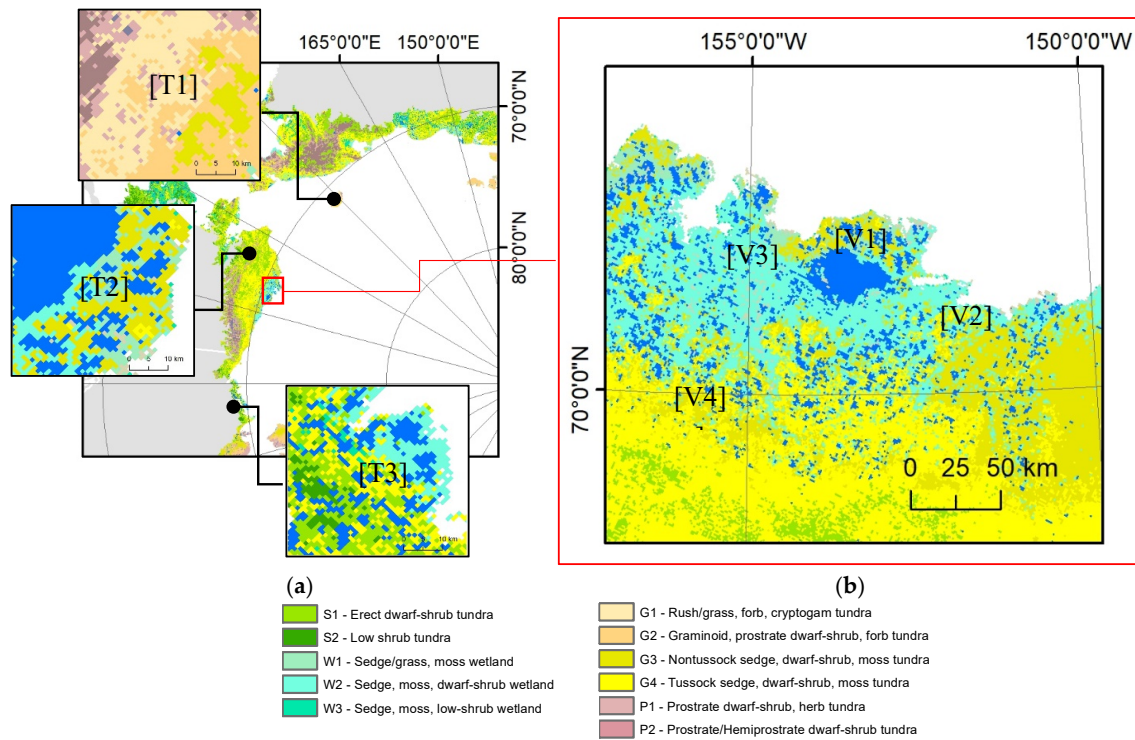 165°0'0"E
150°0'0"E
70°0'0"N
80°0'0"N
[T1]
0 5 10 km
[T2]
0 5 10 km
[T3]
0 5 10 km
155°0'0"W
150°0'0"W
70°0'0"N
[V1]
[V3]
[V2]
[V4]
0 25 50 km
(a)
(b)
S1 - Erect dwarf-shrub tundra
S2 - Low shrub tundra
W1 - Sedge/grass, moss wetland
W2 - Sedge, moss, dwarf-shrub wetland
W3 - Sedge, moss, low-shrub wetland
G1 - Rush/grass, forb, cryptogam tundra
G2 - Graminoid, prostrate dwarf-shrub, forb tundra
G3 - Nontussock sedge, dwarf-shrub, moss tundra
G4 - Tussock sedge, dwarf-shrub, moss tundra
P1 - Prostrate dwarf-shrub, herb tundra
P2 - Prostrate/Hemiprostrate dwarf-shrub tundra